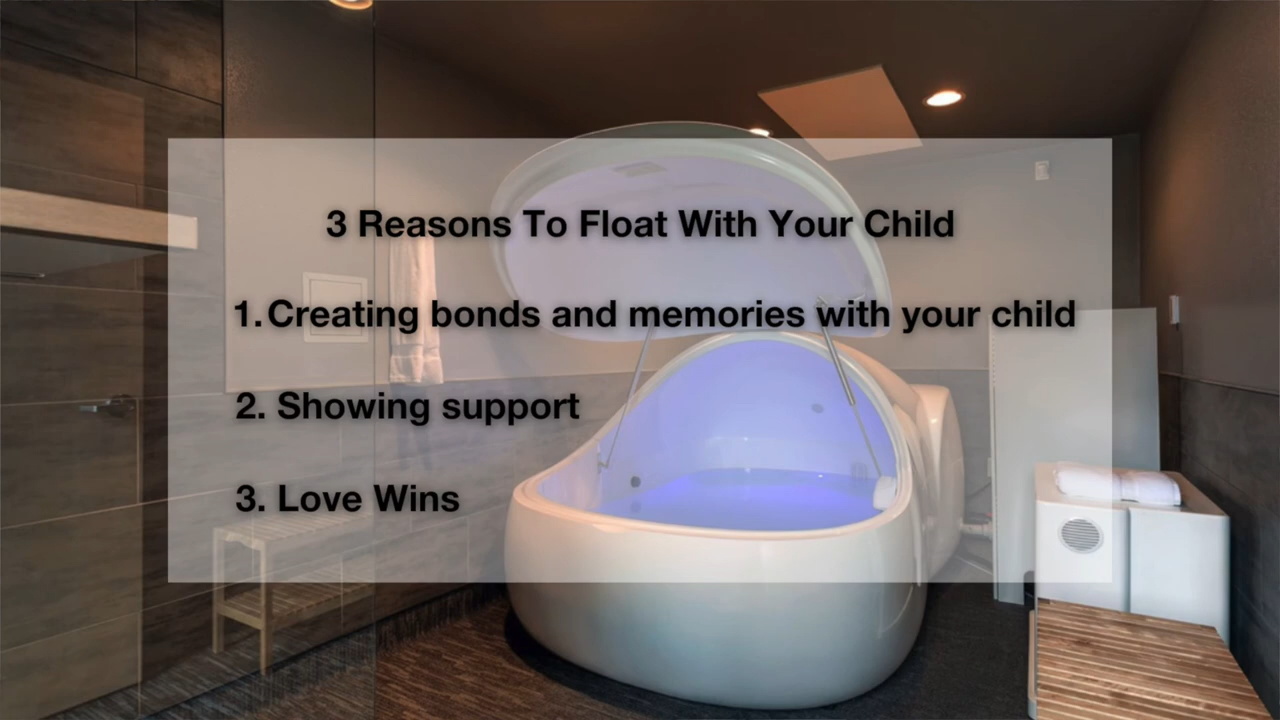 3 Reasons To Float With Your Child
1. Creating bonds and memories with your child
2. Showing support
3. Love Wins